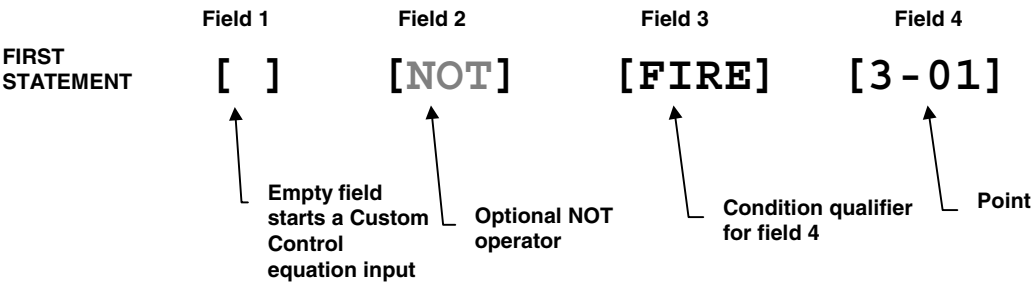 Field 1 Field 2 Field 3 Field 4
FIRST
STATEMENT
[ ] [NOT] [FIRE] [3-01]
Empty field
starts a Custom
Control
equation input
Optional NOT
operator
Condition qualifier
for field 4
Point